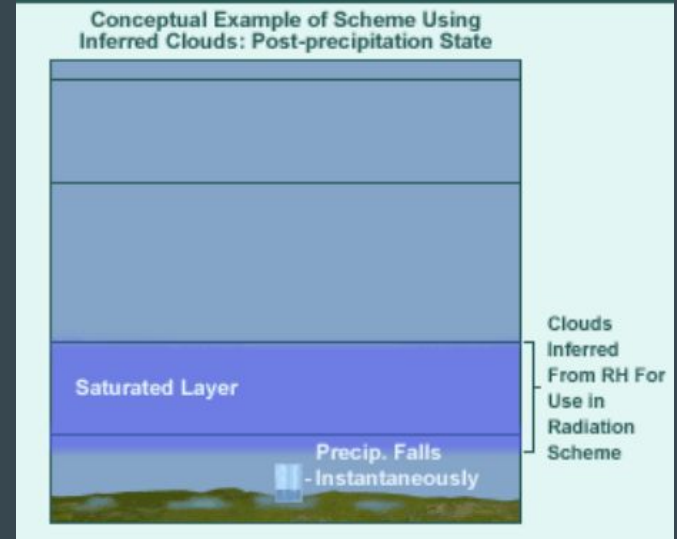 Conceptual Example of Scheme Using
Inferred Clouds: Post-precipitation State
Clouds
Inferred
From RH For
Use in
Radiation
Scheme
Saturated Layer
Precip. Falls
- Instantaneously